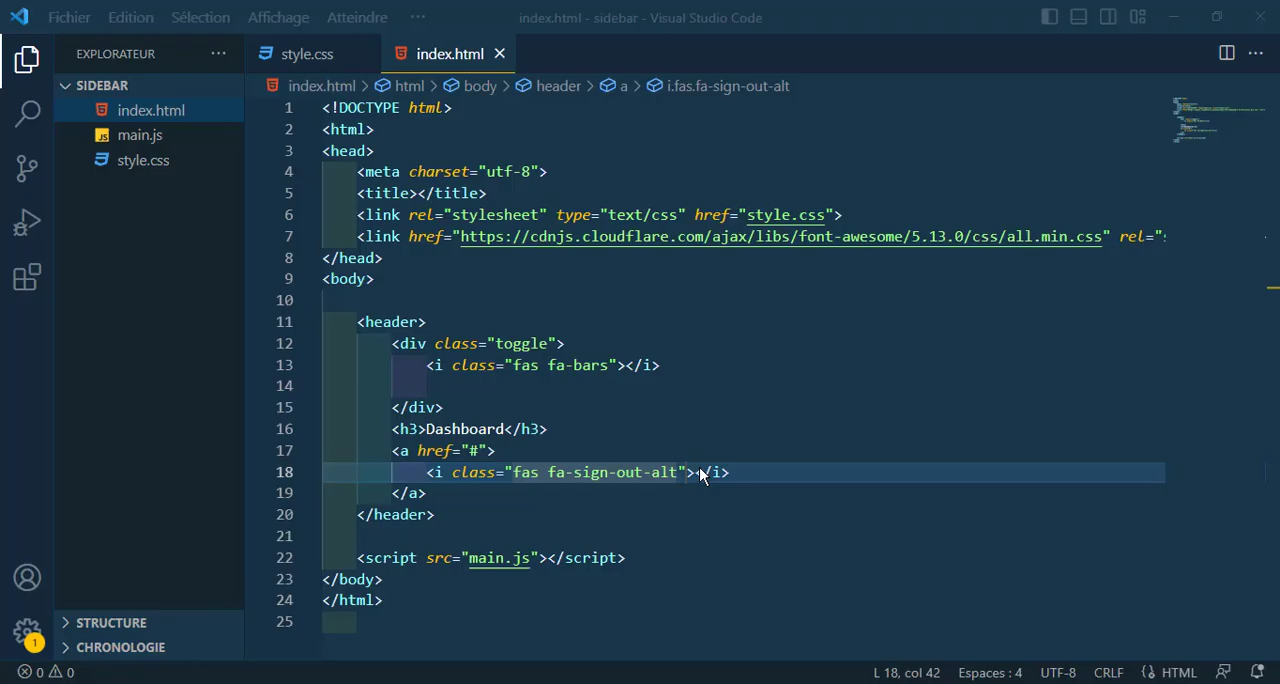 Fichier Edition Sélection Affichage Atteindre ··· index.html - sidebar - Visual Studio Code
EXPLORATEUR ···
SIDEBAR
index.html
JS main.js
style.css
STRUCTURE
CHRONOLOGIE
style.css index.html
index.html > html > body > header > a > i.fas.fa-sign-out-alt
1 <!DOCTYPE html>
2 <html>
3 <head>
4 <meta charset="utf-8">
5 <title></title>
6 <link rel="stylesheet" type="text/css" href="style.css">
7 <link href="https://cdnjs.cloudflare.com/ajax/libs/font-awesome/5.13.0/css/all.min.css" rel="
8 </head>
9 <body>
10
11 <header>
12 <div class="toggle">
13 <i class="fas fa-bars"></i>
14
15 </div>
16 <h3>Dashboard</h3>
17 <a href="#">
18 <i class="fas fa-sign-out-alt"></i>
19 </a>
20 </header>
21
22 <script src="main.js"></script>
23 </body>
24 </html>
25
1
0 0 L 18, col 42 Espaces : 4 UTF-8 CRLF HTML